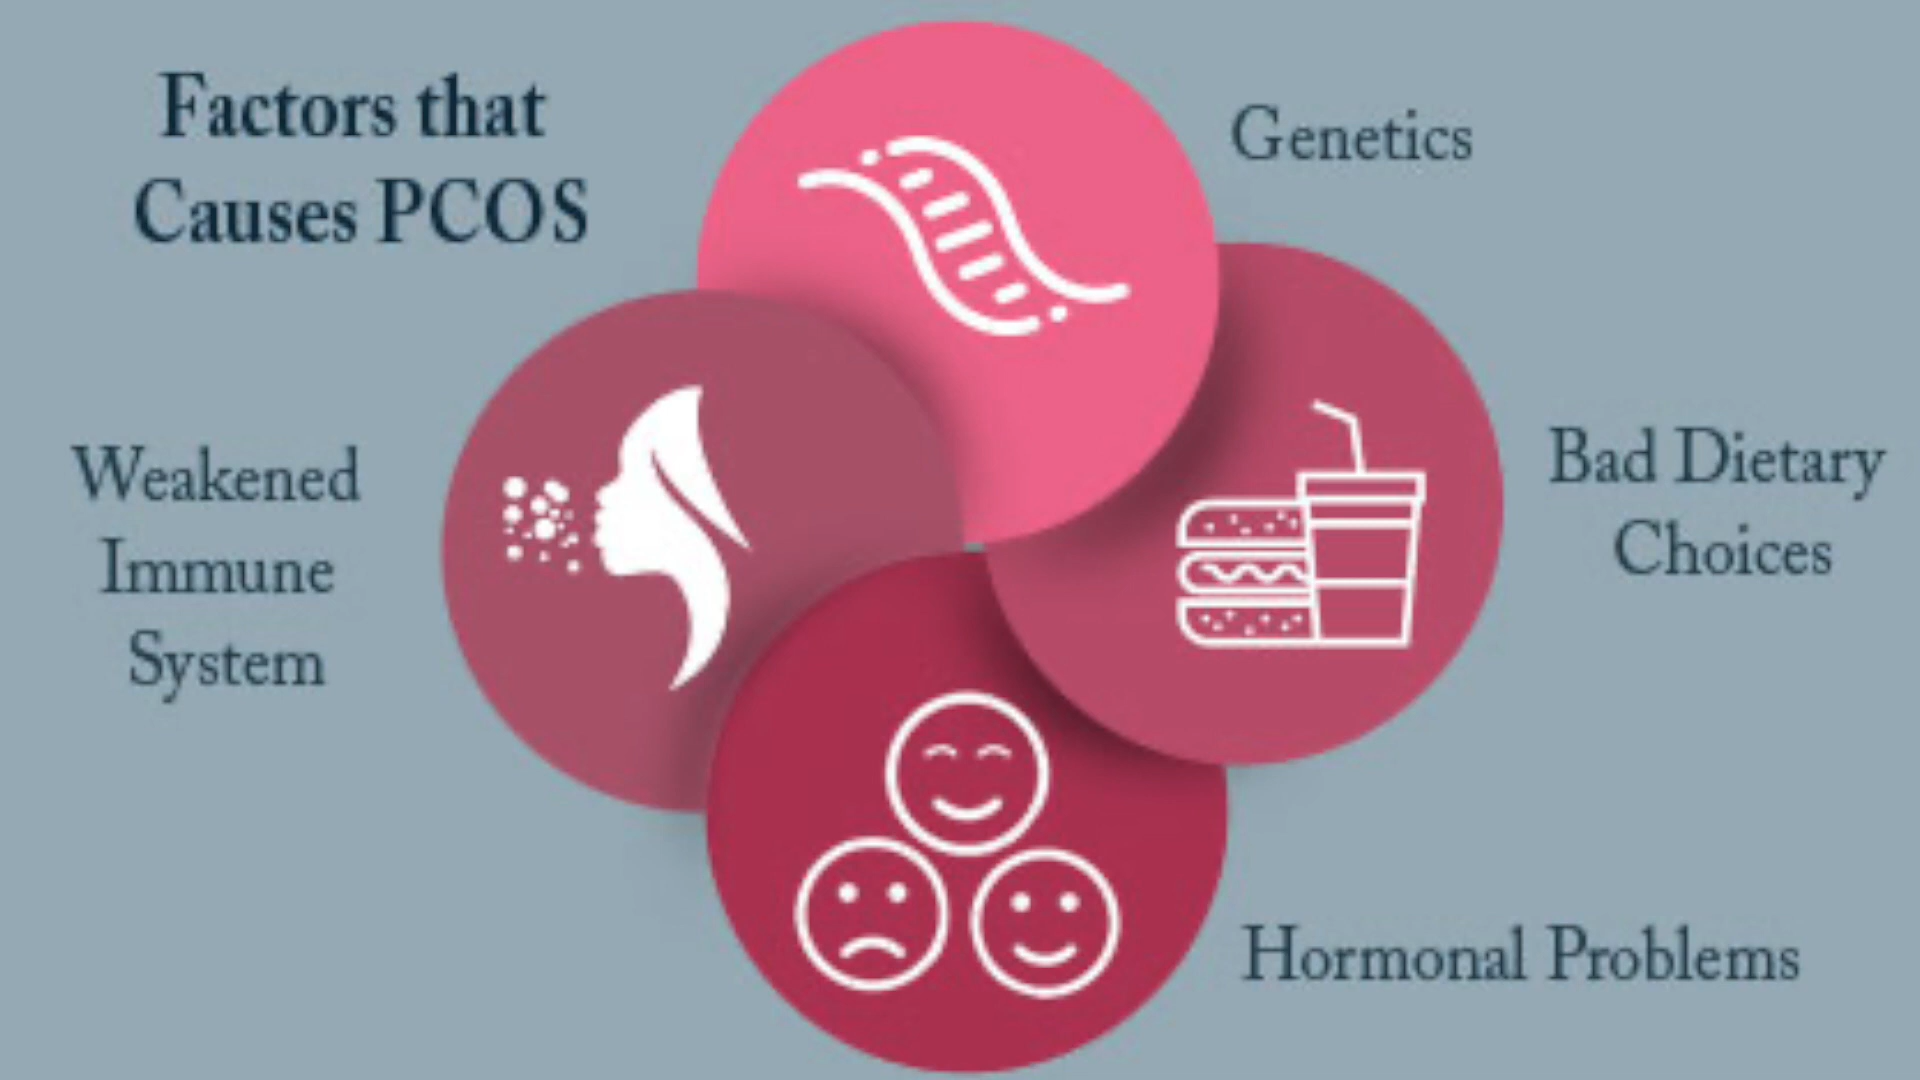 Factors that
Causes PCOS
Genetics
Bad Dietary
Choices
Weakened
Immune
System
Hormonal Problems